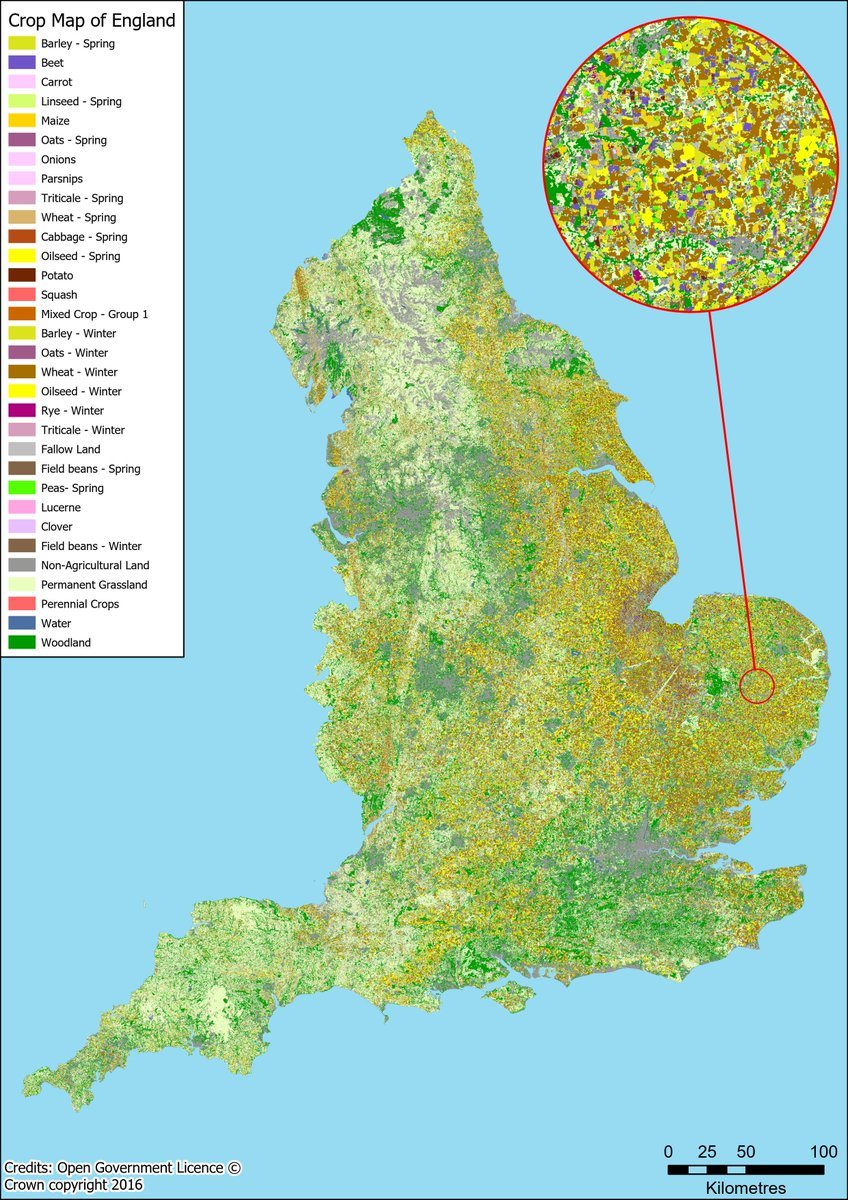 Crop Map of England
Barley - Spring
Beet
Carrot
Linseed - Spring
Maize
Oats - Spring
Onions
Parsnips
Triticale - Spring
Wheat - Spring
Cabbage - Spring
Oilseed - Spring
Potato
Squash
Mixed Crop - Group 1
Barley - Winter
Oats - Winter
Wheat - Winter
Oilseed - Winter
Rye - Winter
Triticale - Winter
Fallow Land
Field beans - Spring
Peas- Spring
Lucerne
Clover
Field beans - Winter
Non-Agricultural Land
Permanent Grassland
Perennial Crops
Water
Woodland
0 25 50 100
Kilometres
Credits: Open Government Licence ©
Crown copyright 2016